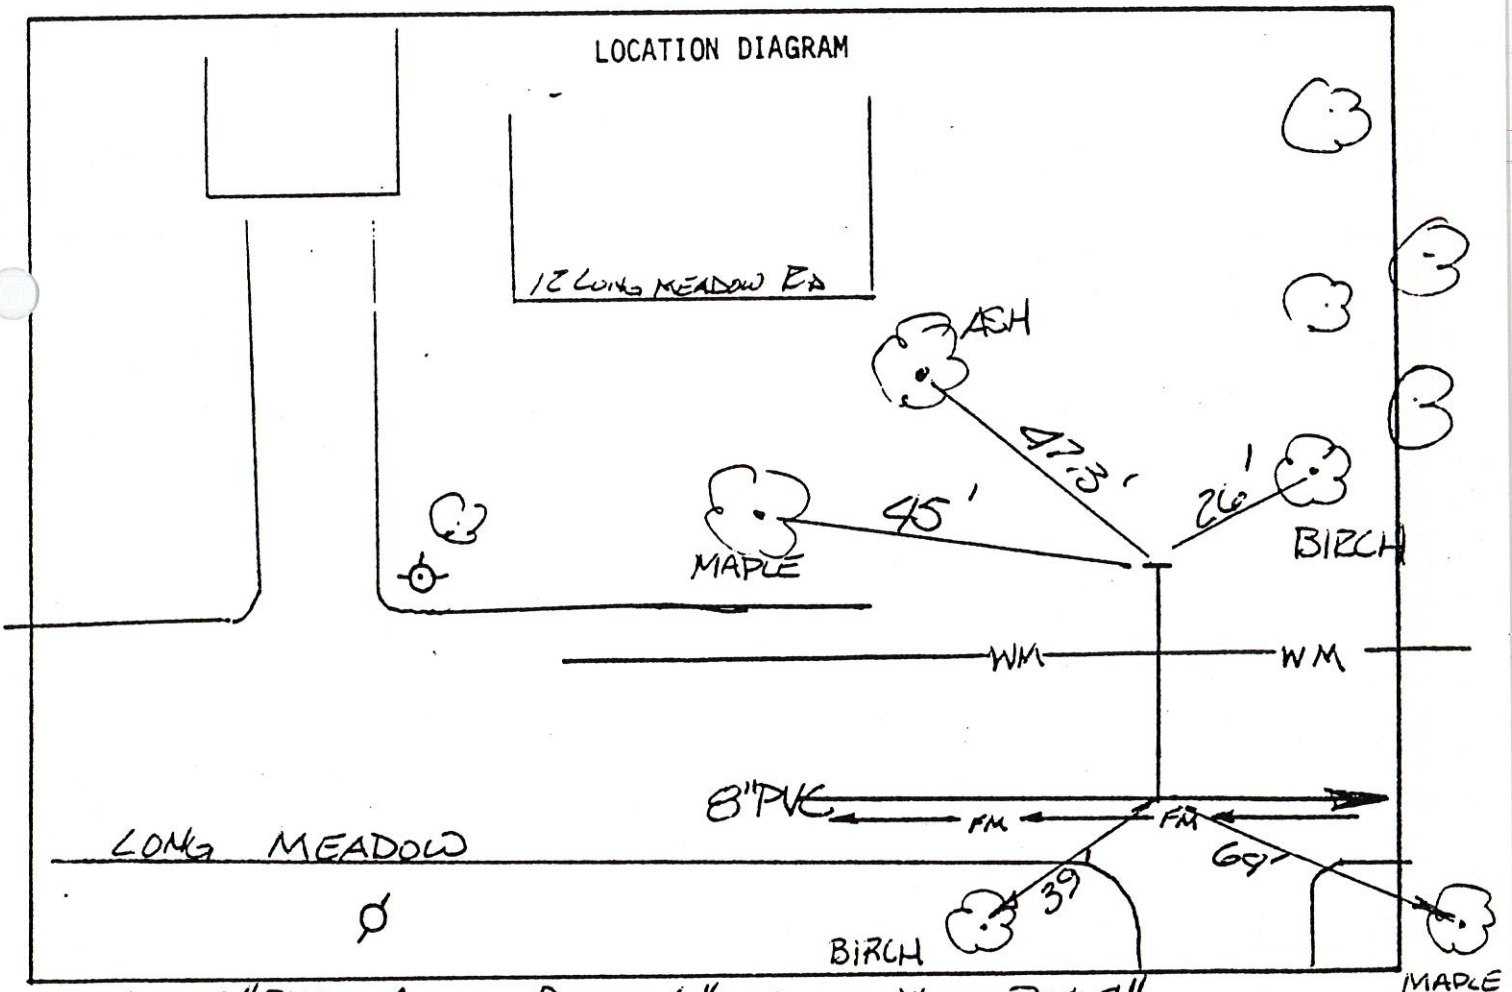 LOCATION DIAGRAM
12 LONG MEADOW RD
ASH
47.3'
26'
45'
BIRCH
MAPLE
WM
WM
8"PVC
FM
FM
LONG MEADOW
39'
BIRCH
MAPLE